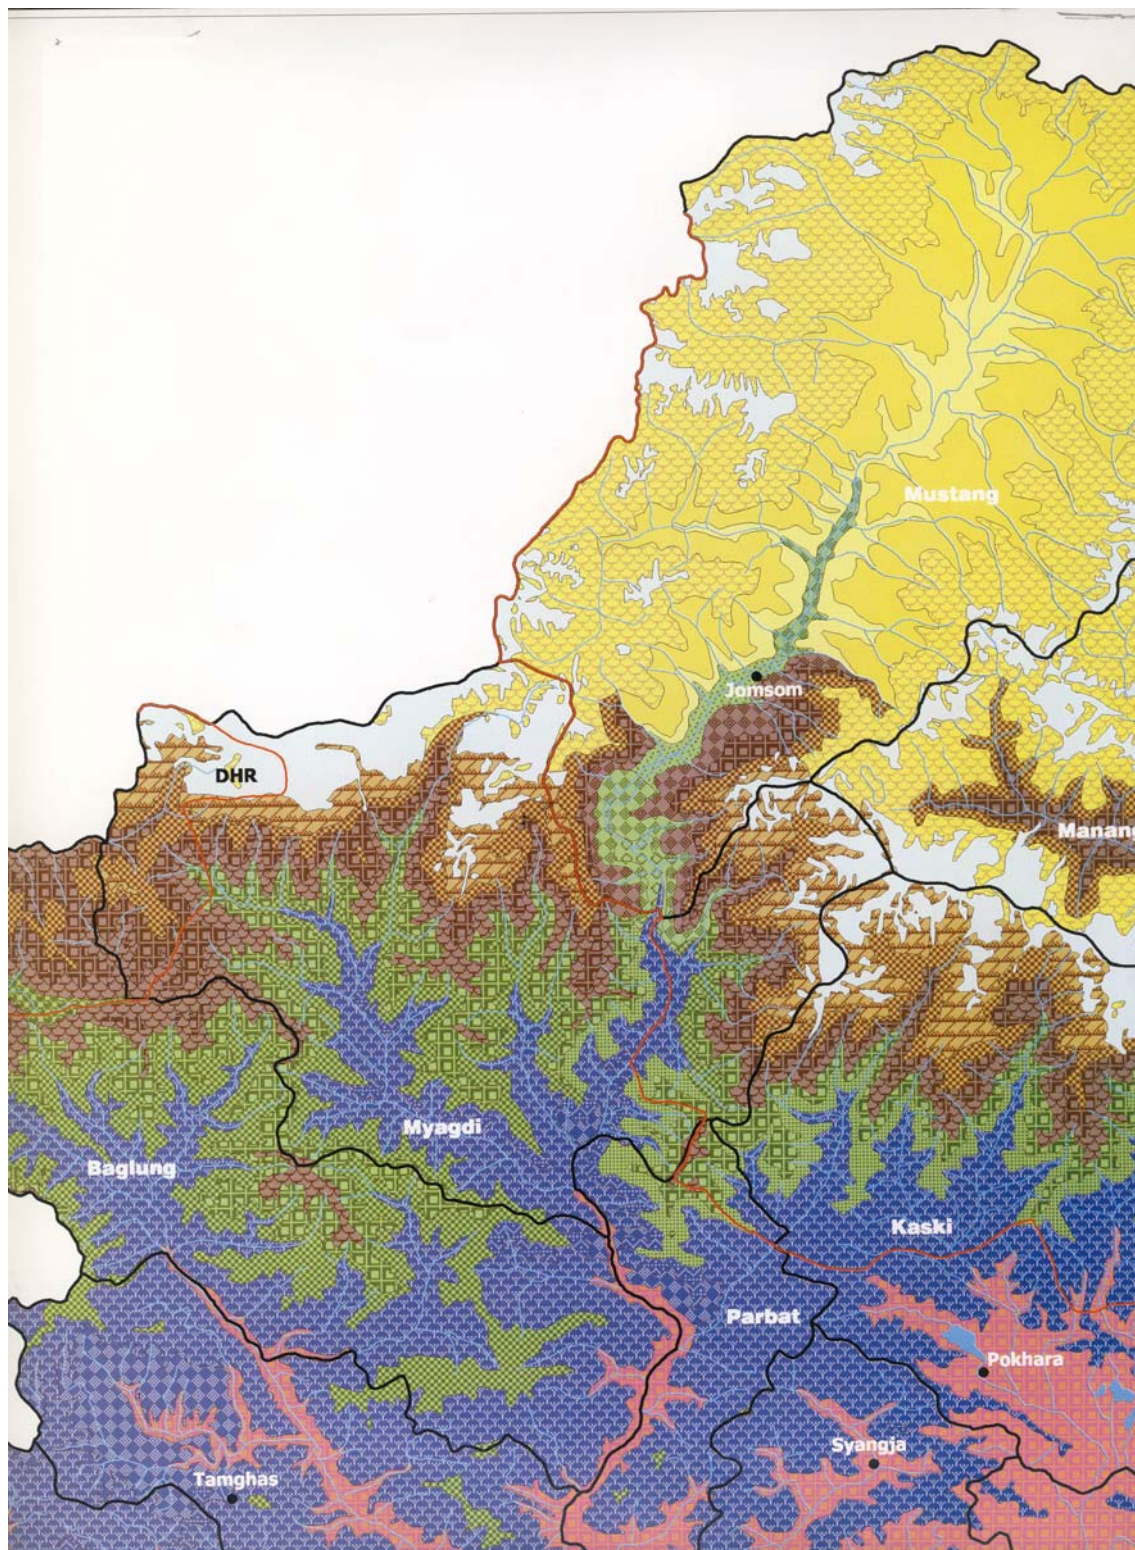 Mustang
Jomsom
DHR
Manang
Myagdi
Baglung
Kaski
Parbat
Pokhara
Syangja
Tamghas